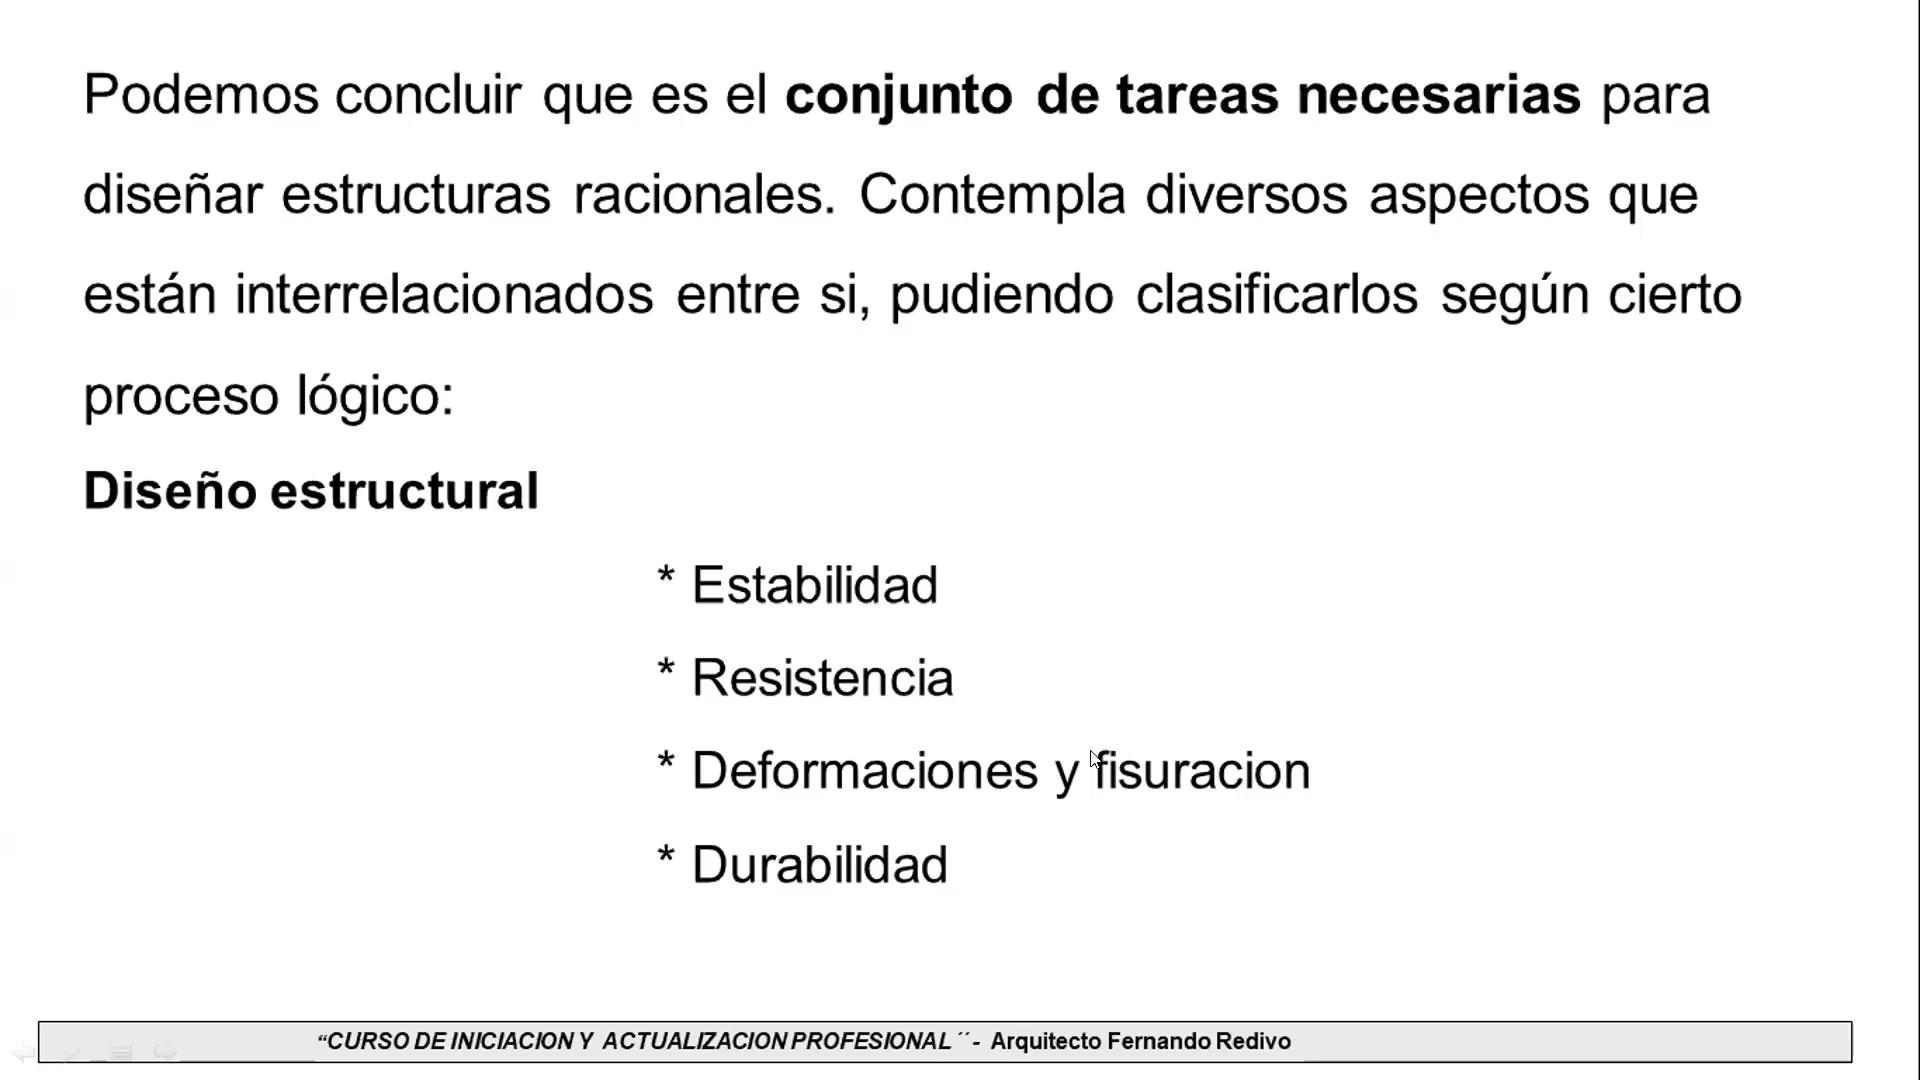 Podemos concluir que es el conjunto de tareas necesarias para
diseñar estructuras racionales. Contempla diversos aspectos que
están interrelacionados entre si, pudiendo clasificarlos según cierto
proceso lógico:
Diseño estructural
* Estabilidad
* Resistencia
* Deformaciones y fisuracion
* Durabilidad
“CURSO DE INICIACION Y ACTUALIZACION PROFESIONAL ´´ - Arquitecto Fernando Redivo